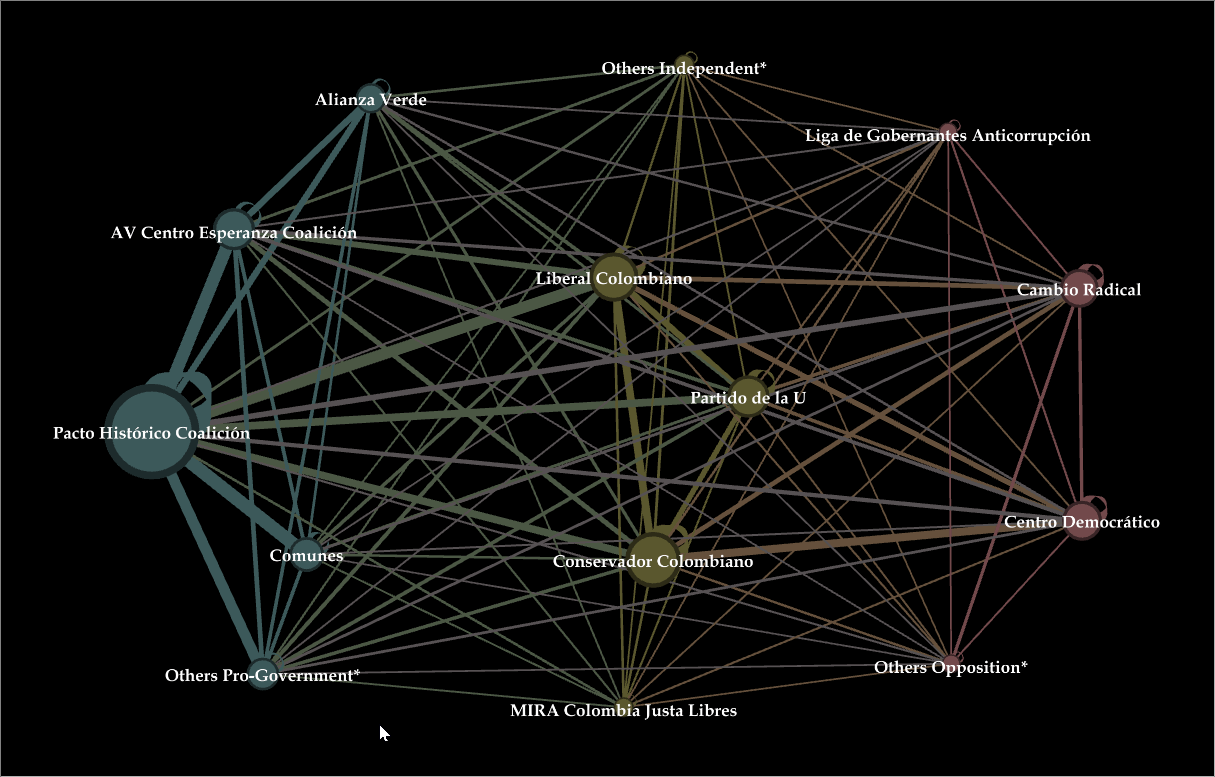 Others Independent*
Alianza Verde
Liga de Gobernantes Anticorrupción
AV Centro Esperanza Coalición
Liberal Colombiano
Cambio Radical
Partido de la U
Pacto Histórico Coalición
Centro Democrático
Comunes
Conservador Colombiano
Others Opposition*
Others Pro-Government*
MIRA Colombia Justa Libres